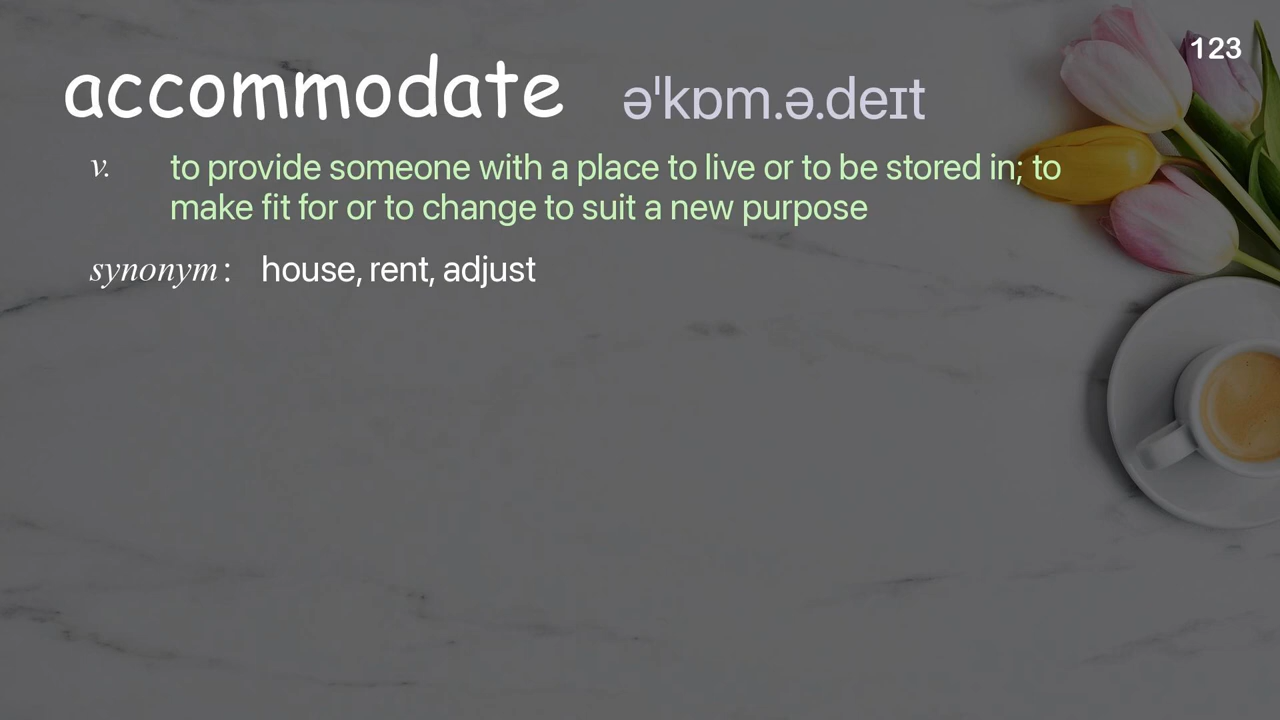 123
accommodate əˈkɒm.ə.deɪt
v. to provide someone with a place to live or to be stored in; to
make fit for or to change to suit a new purpose
synonym : house, rent, adjust